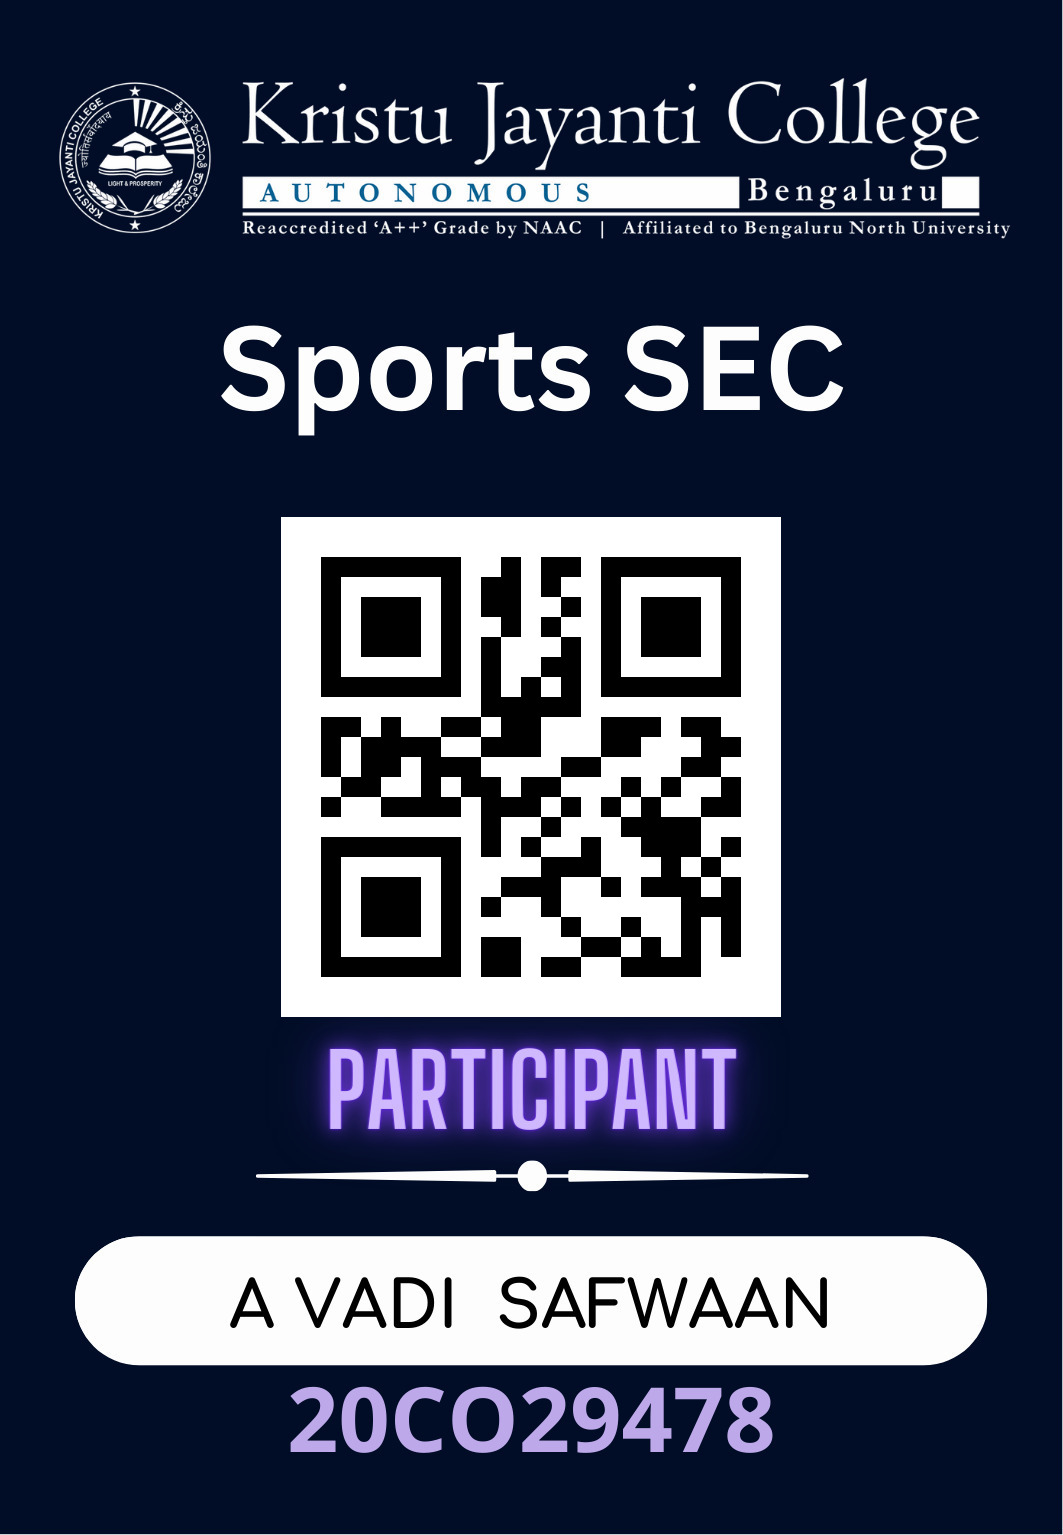 KRISTU JAYANTI COLLEGE
ಕ್ರಿಸ್ತು ಜಯಂತಿ ಕಾಲೇಜು
LIGHT & PROSPERITY
Kristu Jayanti College
AUTONOMOUS Bengaluru
Reaccredited ‘A++’ Grade by NAAC | Affiliated to Bengaluru North University
Sports SEC
PARTICIPANT
A VADI SAFWAAN
20CO29478